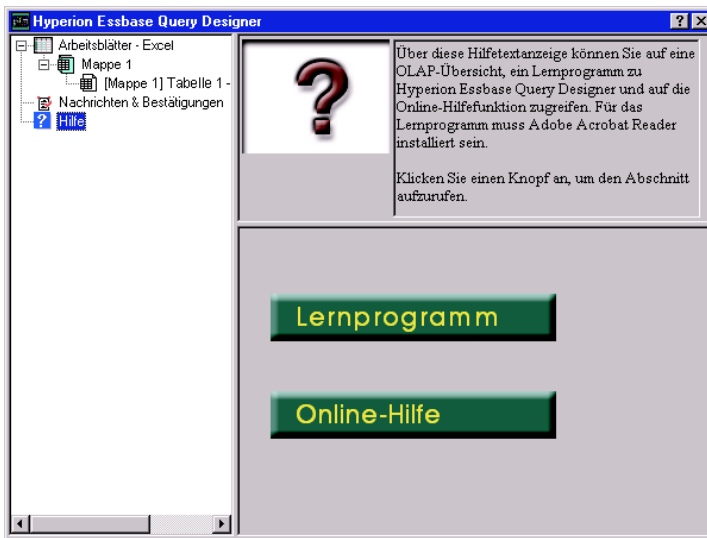 Hyperion Essbase Query Designer
Arbeitsblätter - Excel
Mappe 1
[Mappe 1] Tabelle 1 -
Nachrichten & Bestätigungen
Hilfe
Über diese Hilfetextanzeige können Sie auf eine
OLAP-Übersicht, ein Lernprogramm zu
Hyperion Essbase Query Designer und auf die
Online-Hilfefunktion zugreifen. Für das
Lernprogramm muss Adobe Acrobat Reader
installiert sein.
Klicken Sie einen Knopf an, um den Abschnitt
aufzurufen.
Lernprogramm
Online-Hilfe